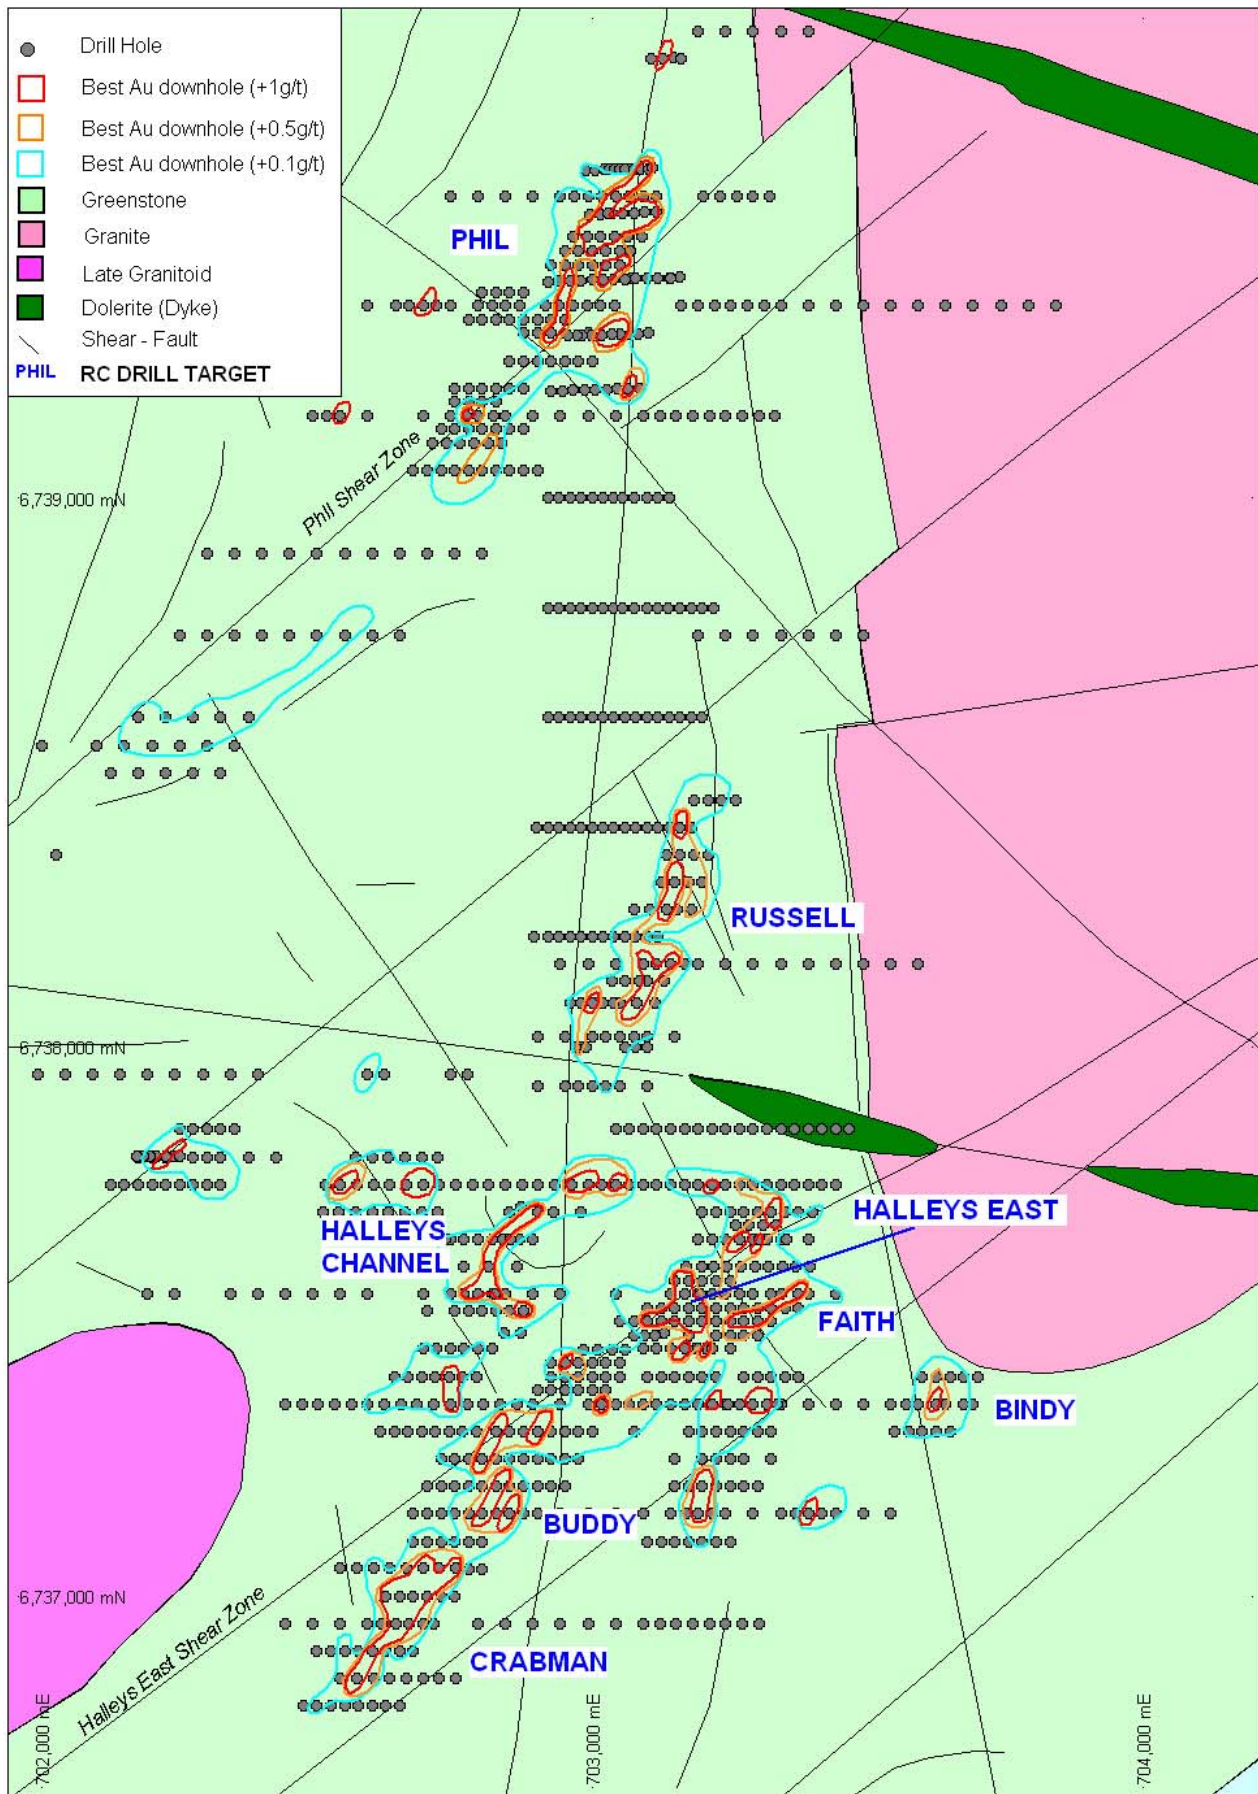 Drill Hole
Best Au downhole (+1g/t)
Best Au downhole (+0.5g/t)
Best Au downhole (+0.1g/t)
Greenstone
Granite
Late Granitoid
Dolerite (Dyke)
Shear - Fault
PHIL RC DRILL TARGET
PHIL
Phil Shear Zone
6,739,000 mN
RUSSELL
6,738,000 mN
HALLEYS EAST
HALLEYS
CHANNEL
FAITH
BINDY
BUDDY
6,737,000 mN
Halleys East Shear Zone
CRABMAN
702,000 mE
703,000 mE
704,000 mE